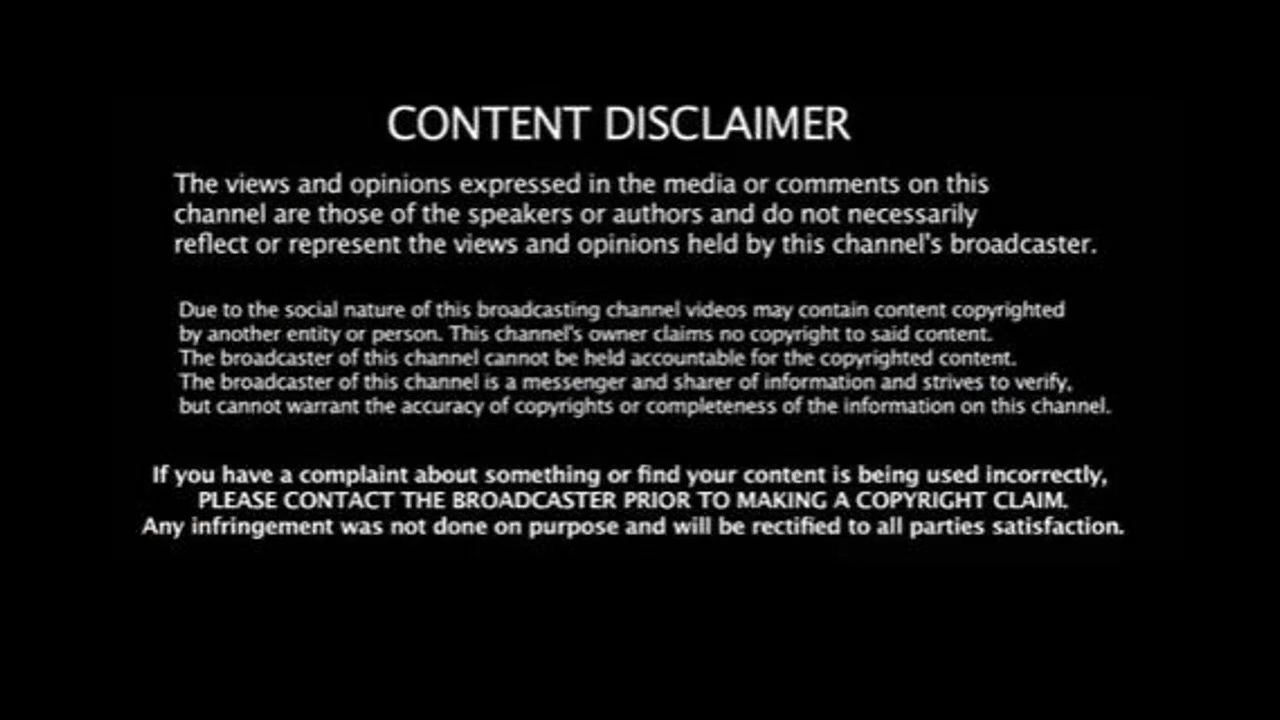 CONTENT DISCLAIMER
The views and opinions expressed in the media or comments on this
channel are those of the speakers or authors and do not necessarily
reflect or represent the views and opinions held by this channel's broadcaster.
Due to the social nature of this broadcasting channel videos may contain content copyrighted
by another entity or person. This channel's owner claims no copyright to said content.
The broadcaster of this channel cannot be held accountable for the copyrighted content.
The broadcaster of this channel is a messenger and sharer of information and strives to verify,
but cannot warrant the accuracy of copyrights or completeness of the information on this channel.
If you have a complaint about something or find your content is being used incorrectly,
PLEASE CONTACT THE BROADCASTER PRIOR TO MAKING A COPYRIGHT CLAIM.
Any infringement was not done on purpose and will be rectified to all parties satisfaction.